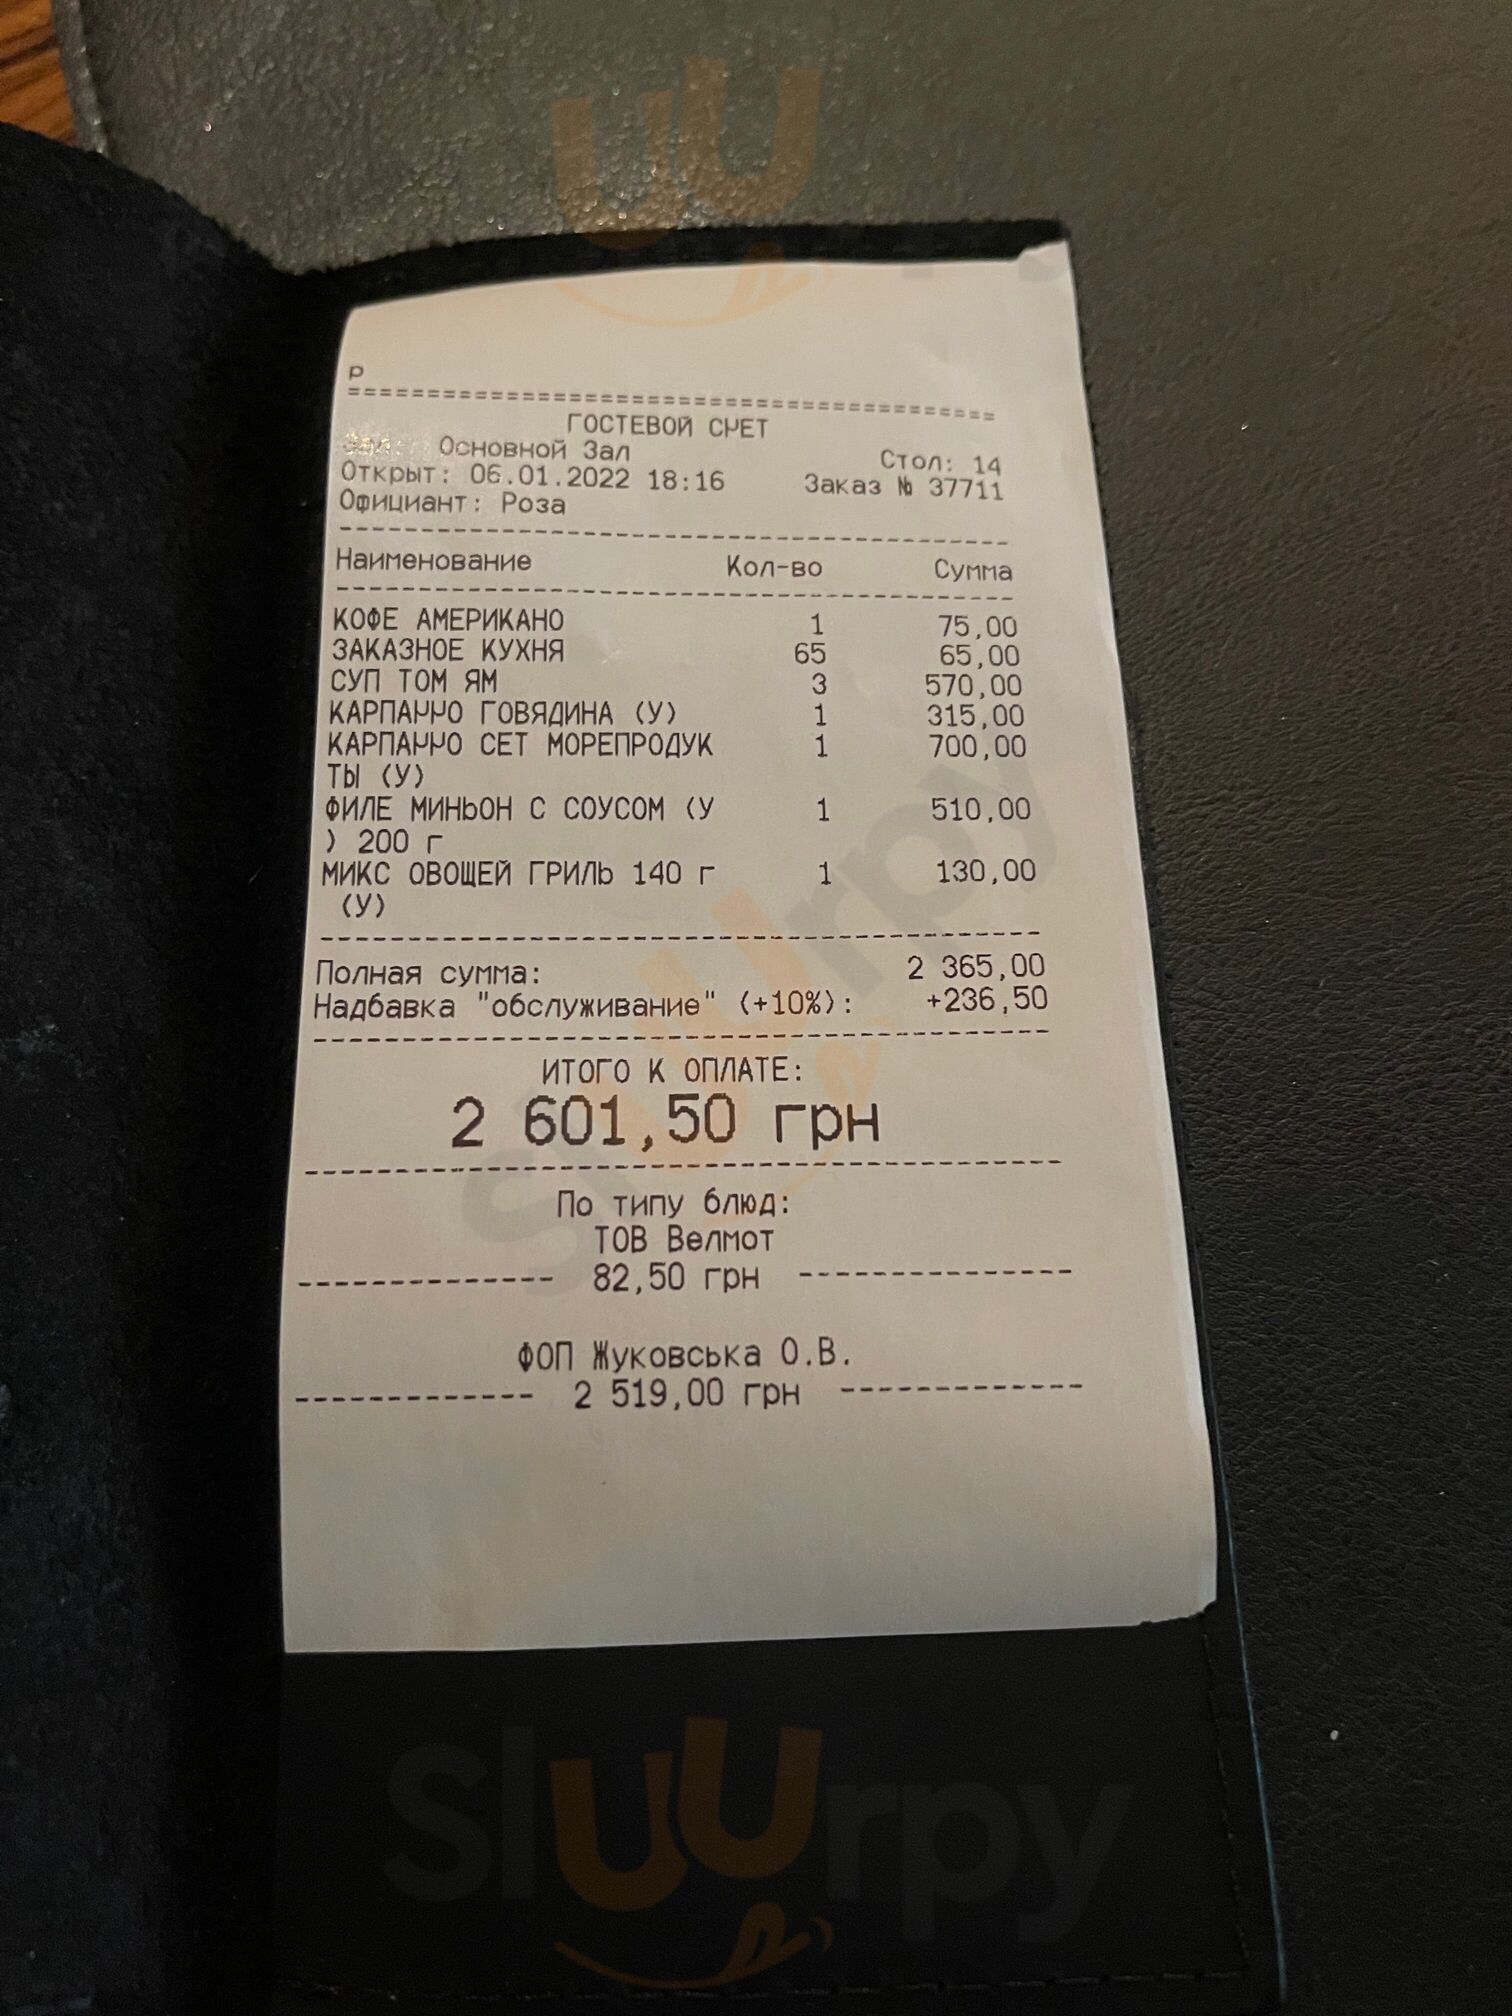 Р
========================================
ГОСТЕВОЙ СЧЕТ
Зал: Основной Зал
Стол: 14
Открыт: 06.01.2022 18:16
Заказ № 37711
Официант: Роза
Наименование Кол-во Сумма
КОФЕ АМЕРИКАНО 1 75,00
ЗАКАЗНОЕ КУХНЯ 65 65,00
СУП ТОМ ЯМ 3 570,00
КАРПАЧЧО ГОВЯДИНА (У) 1 315,00
КАРПАЧЧО СЕТ МОРЕПРОДУК 1 700,00
ТЫ (У)
ФИЛЕ МИНЬОН С СОУСОМ (У 1 510,00
) 200 г
МИКС ОВОЩЕЙ ГРИЛЬ 140 г 1 130,00
(У)
Полная сумма: 2 365,00
Надбавка "обслуживание" (+10%): +236,50
ИТОГО К ОПЛАТЕ:
2 601,50 грн
По типу блюд:
ТОВ Велмот
82,50 грн
ФОП Жуковська О.В.
2 519,00 грн
Sluurpy
Sluurpy